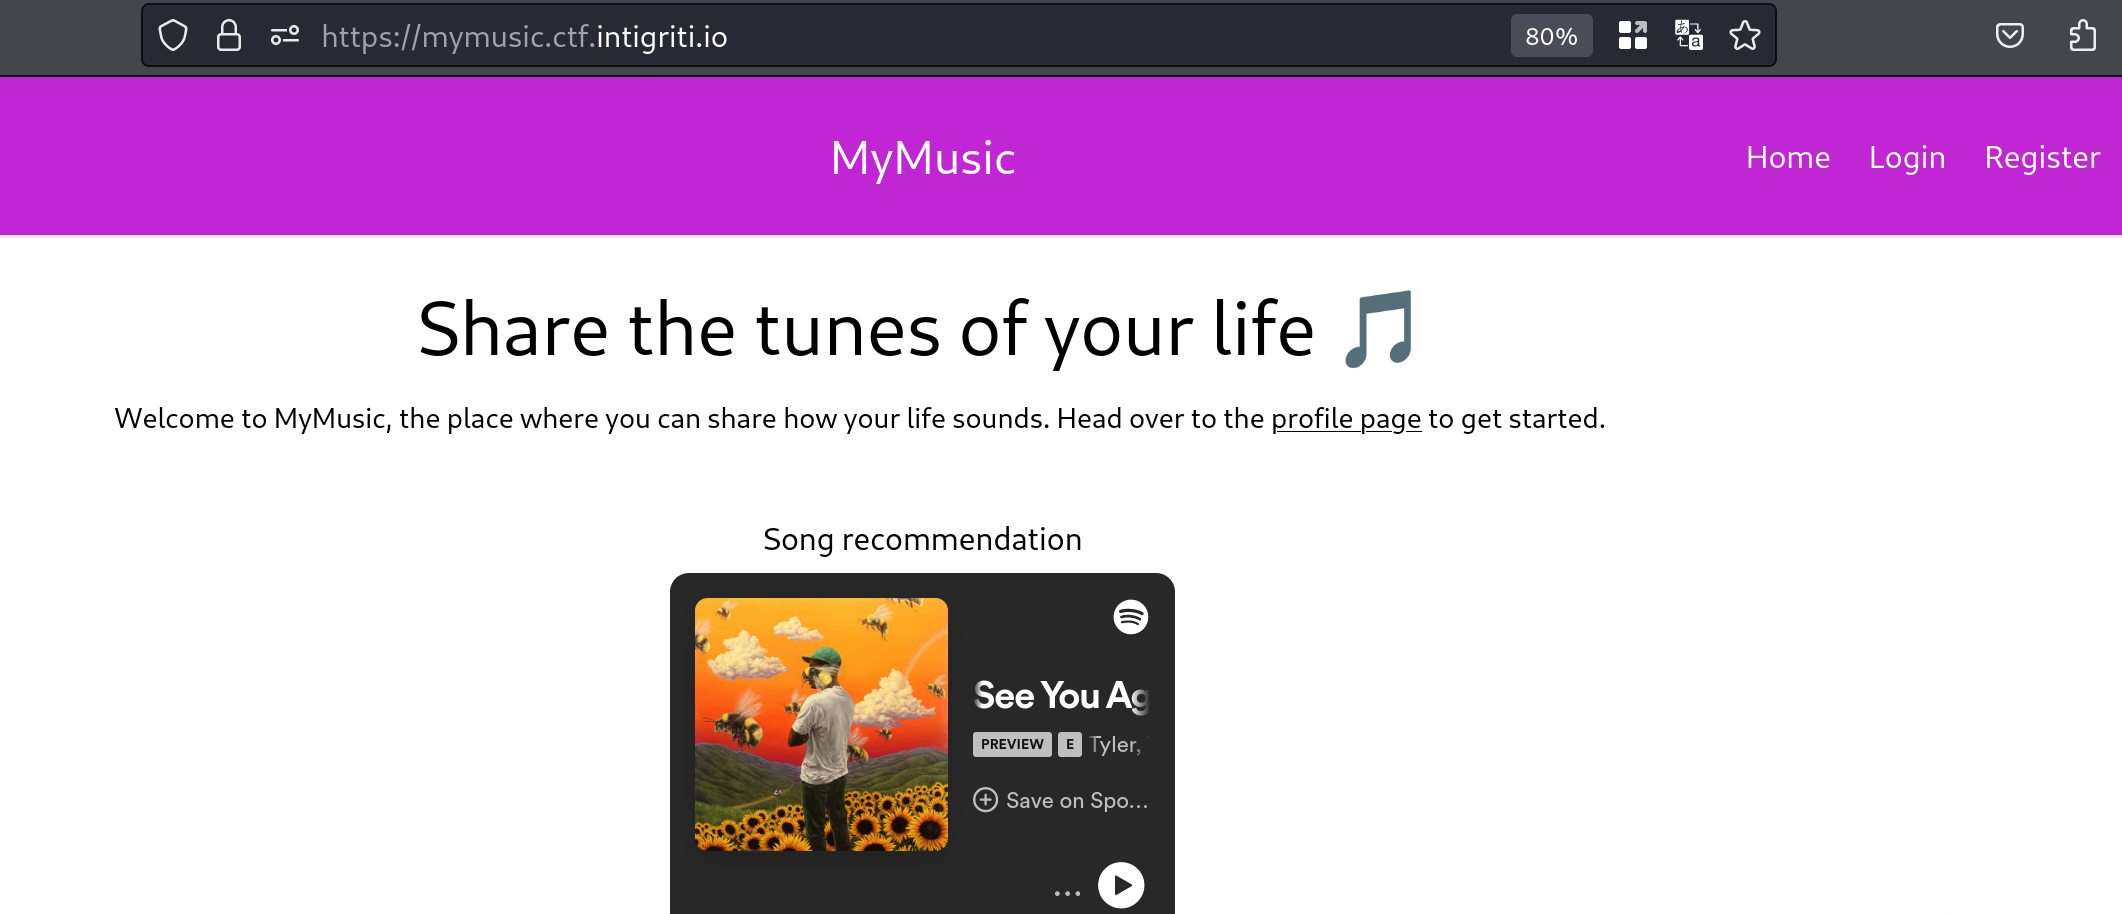 https://mymusic.ctf.intigriti.io 80%
MyMusic Home Login Register
Share the tunes of your life 🎵
Welcome to MyMusic, the place where you can share how your life sounds. Head over to the profile page to get started.
Song recommendation
See You Ag
PREVIEW E Tyler,
Save on Spo...